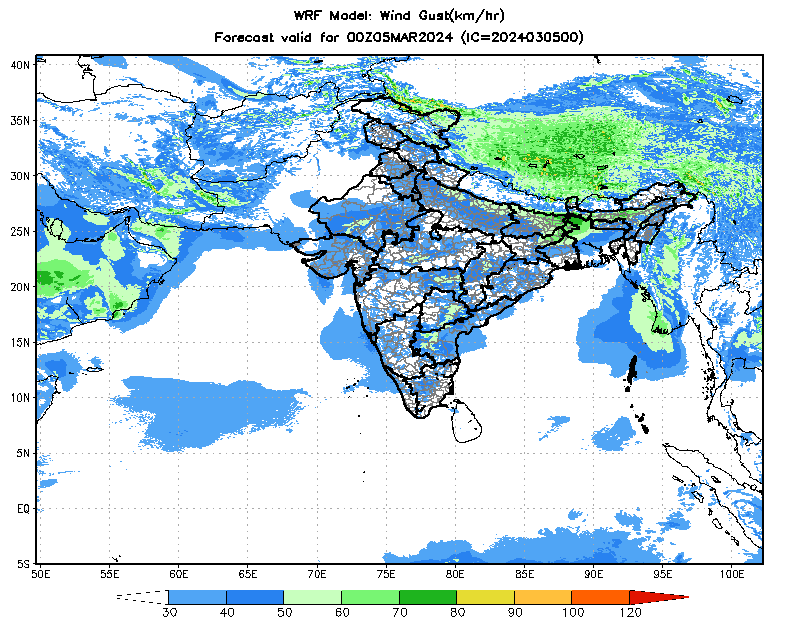 WRF Model: Wind Gust(km/hr)
Forecast valid for 00Z05MAR2024 (IC=2024030500)
40N
35N
30N
25N
20N
15N
10N
5N
EQ
5S
50E 55E 60E 65E 70E 75E 80E 85E 90E 95E 100E
30 40 50 60 70 80 90 100 120